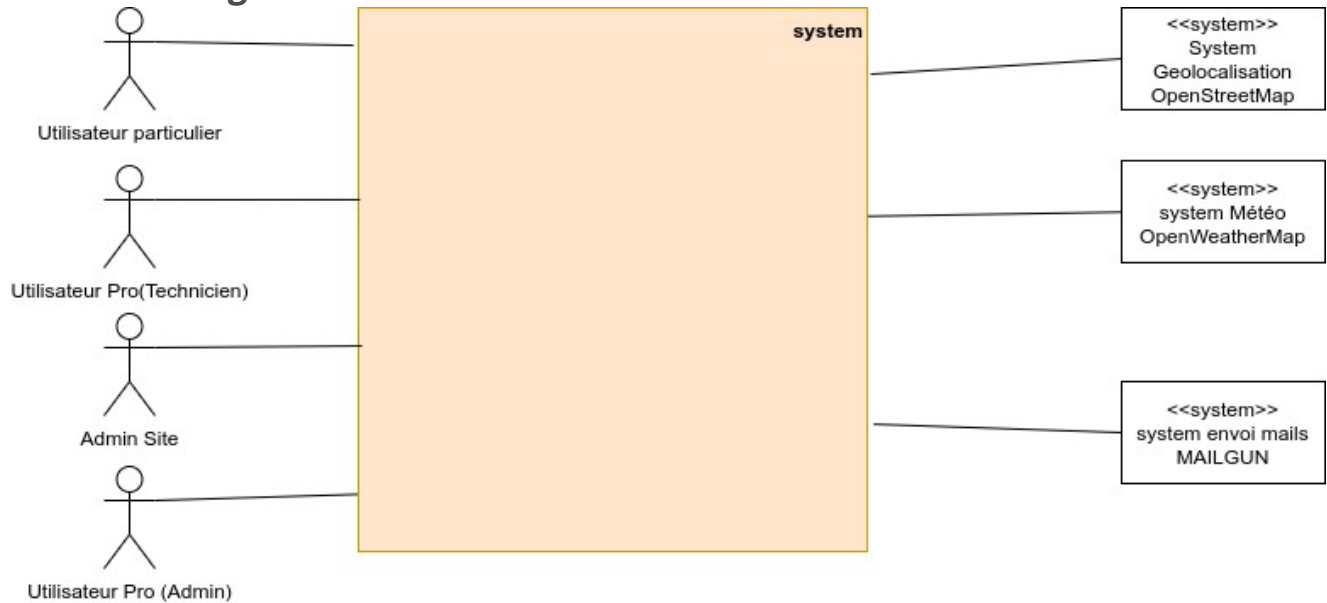 system
<<system>>
System
Geolocalisation
OpenStreetMap
Utilisateur particulier
<<system>>
system Météo
OpenWeatherMap
Utilisateur Pro(Technicien)
Admin Site
<<system>>
system envoi mails
MAILGUN
Utilisateur Pro (Admin)